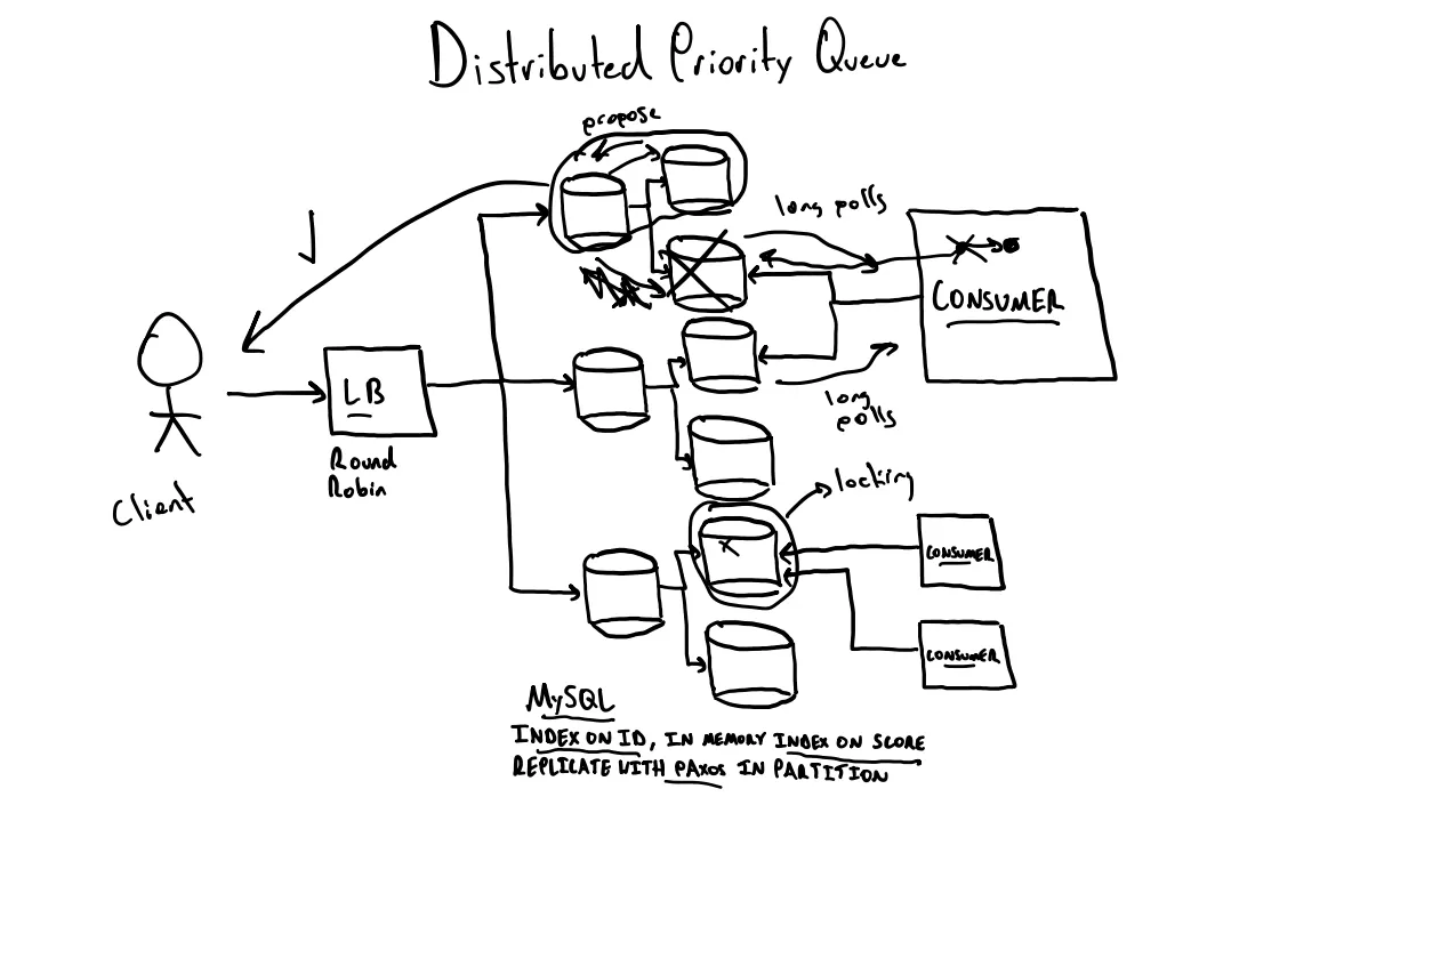 Distributed Priority Queue
propose
long polls
CONSUMER
LB
Round
Robin
Client
long
polls
locking
CONSUMER
CONSUMER
MySQL
INDEX ON ID, IN MEMORY INDEX ON SCORE
REPLICATE WITH PAXOS IN PARTITION